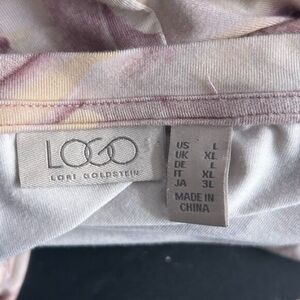 LOGO
LORI GOLDSTEIN
US L
UK XL
DE L
IT XL
JA 3L
MADE IN
CHINA